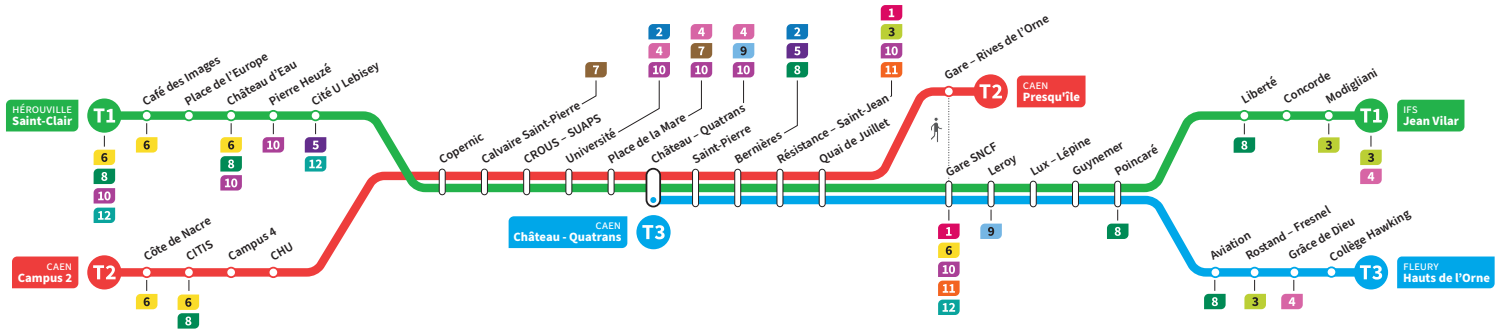 HÉROUVILLE
Saint-Clair
T1
6
8
10
12
Café des Images
6
Place de l'Europe
Château d'Eau
6
8
10
Pierre Heuzé
10
Cité U Lebisey
5
12
CAEN
Campus 2
T2
Côte de Nacre
6
CITIS
6
8
Campus 4
CHU
Copernic
Calvaire Saint-Pierre
7
CROUS – SUAPS
Université
2
4
10
Place de la Mare
4
7
10
Château – Quatrans
4
9
10
CAEN
Château - Quatrans
T3
Saint-Pierre
Bernières
2
5
8
Résistance – Saint-Jean
1
3
10
11
Quai de Juillet
Gare – Rives de l'Orne
T2
CAEN
Presqu'île
Gare SNCF
1
6
10
11
12
Leroy
9
Lux – Lépine
Guynemer
Poincaré
8
Liberté
8
Concorde
Modigliani
3
T1
IFS
Jean Vilar
3
4
Aviation
8
Rostand – Fresnel
3
Grâce de Dieu
4
Collège Hawking
T3
FLEURY
Hauts de l'Orne